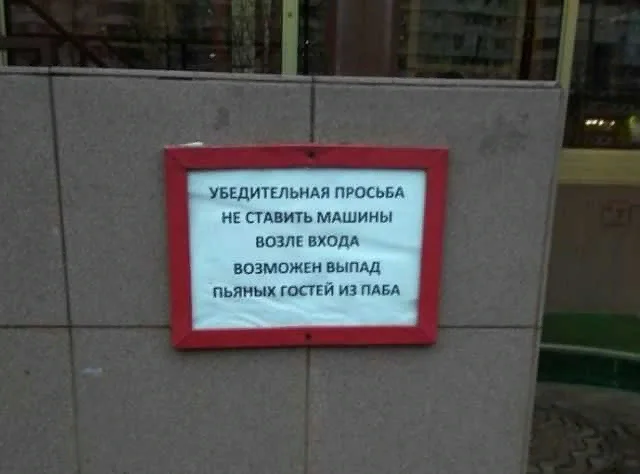 УБЕДИТЕЛЬНАЯ ПРОСЬБА
НЕ СТАВИТЬ МАШИНЫ
ВОЗЛЕ ВХОДА
ВОЗМОЖЕН ВЫПАД
ПЬЯНЫХ ГОСТЕЙ ИЗ ПАБА